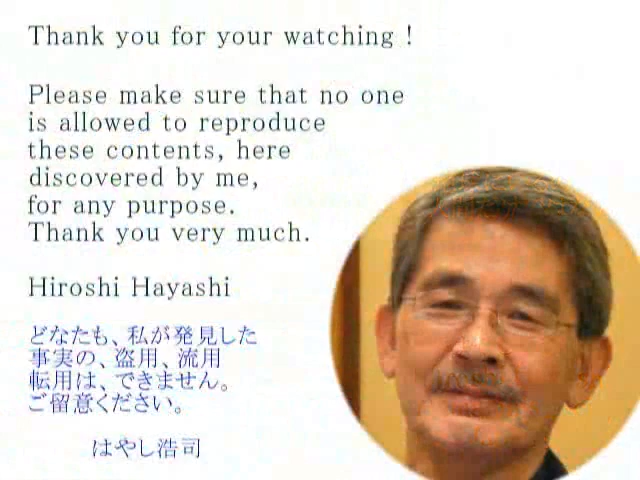 Thank you for your watching !
Please make sure that no one
is allowed to reproduce
these contents, here
discovered by me,
for any purpose.
Thank you very much.
Hiroshi Hayashi
どなたも、私が発見した
事実の、盗用、流用
転用は、できません。
ご留意ください。
はやし浩司